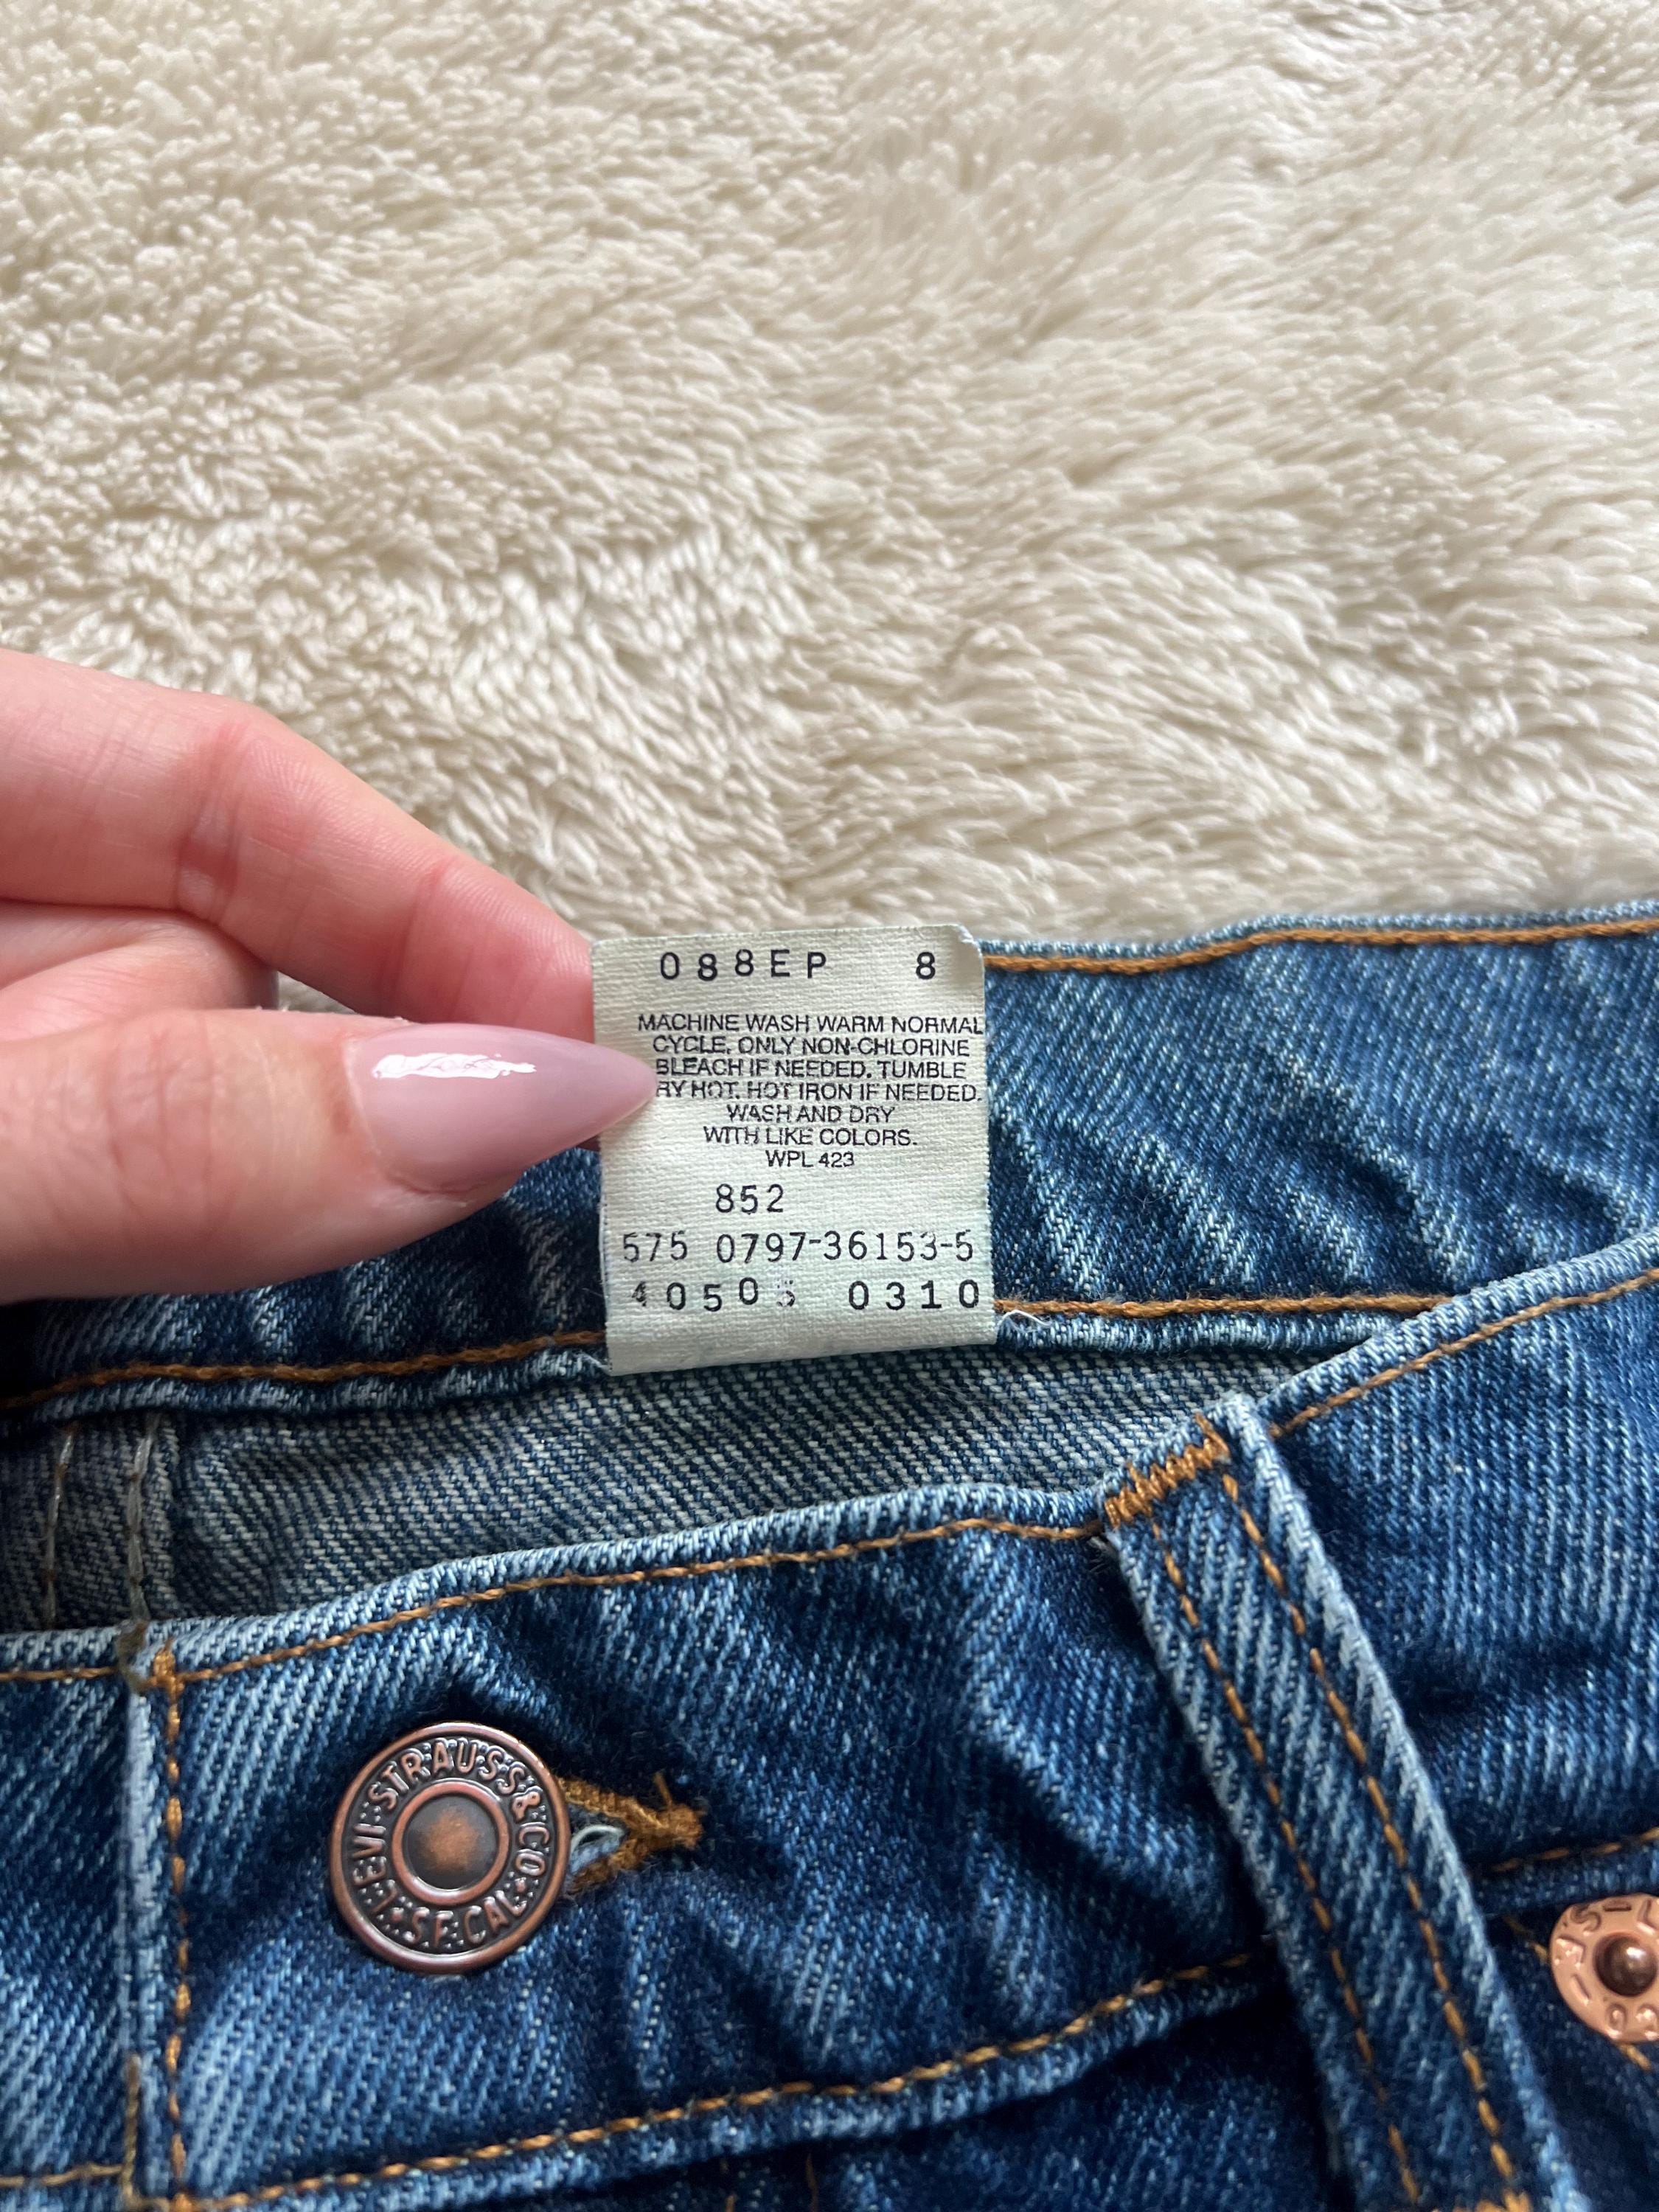 088EP 8
MACHINE WASH WARM NORMAL
CYCLE, ONLY NON-CHLORINE
BLEACH IF NEEDED. TUMBLE
RY HOT. HOT IRON IF NEEDED.
WASH AND DRY
WITH LIKE COLORS.
WPL 423
852
575 0797-36153-5
0310
LEVI STRAUSS & CO.
S.F. CAL.